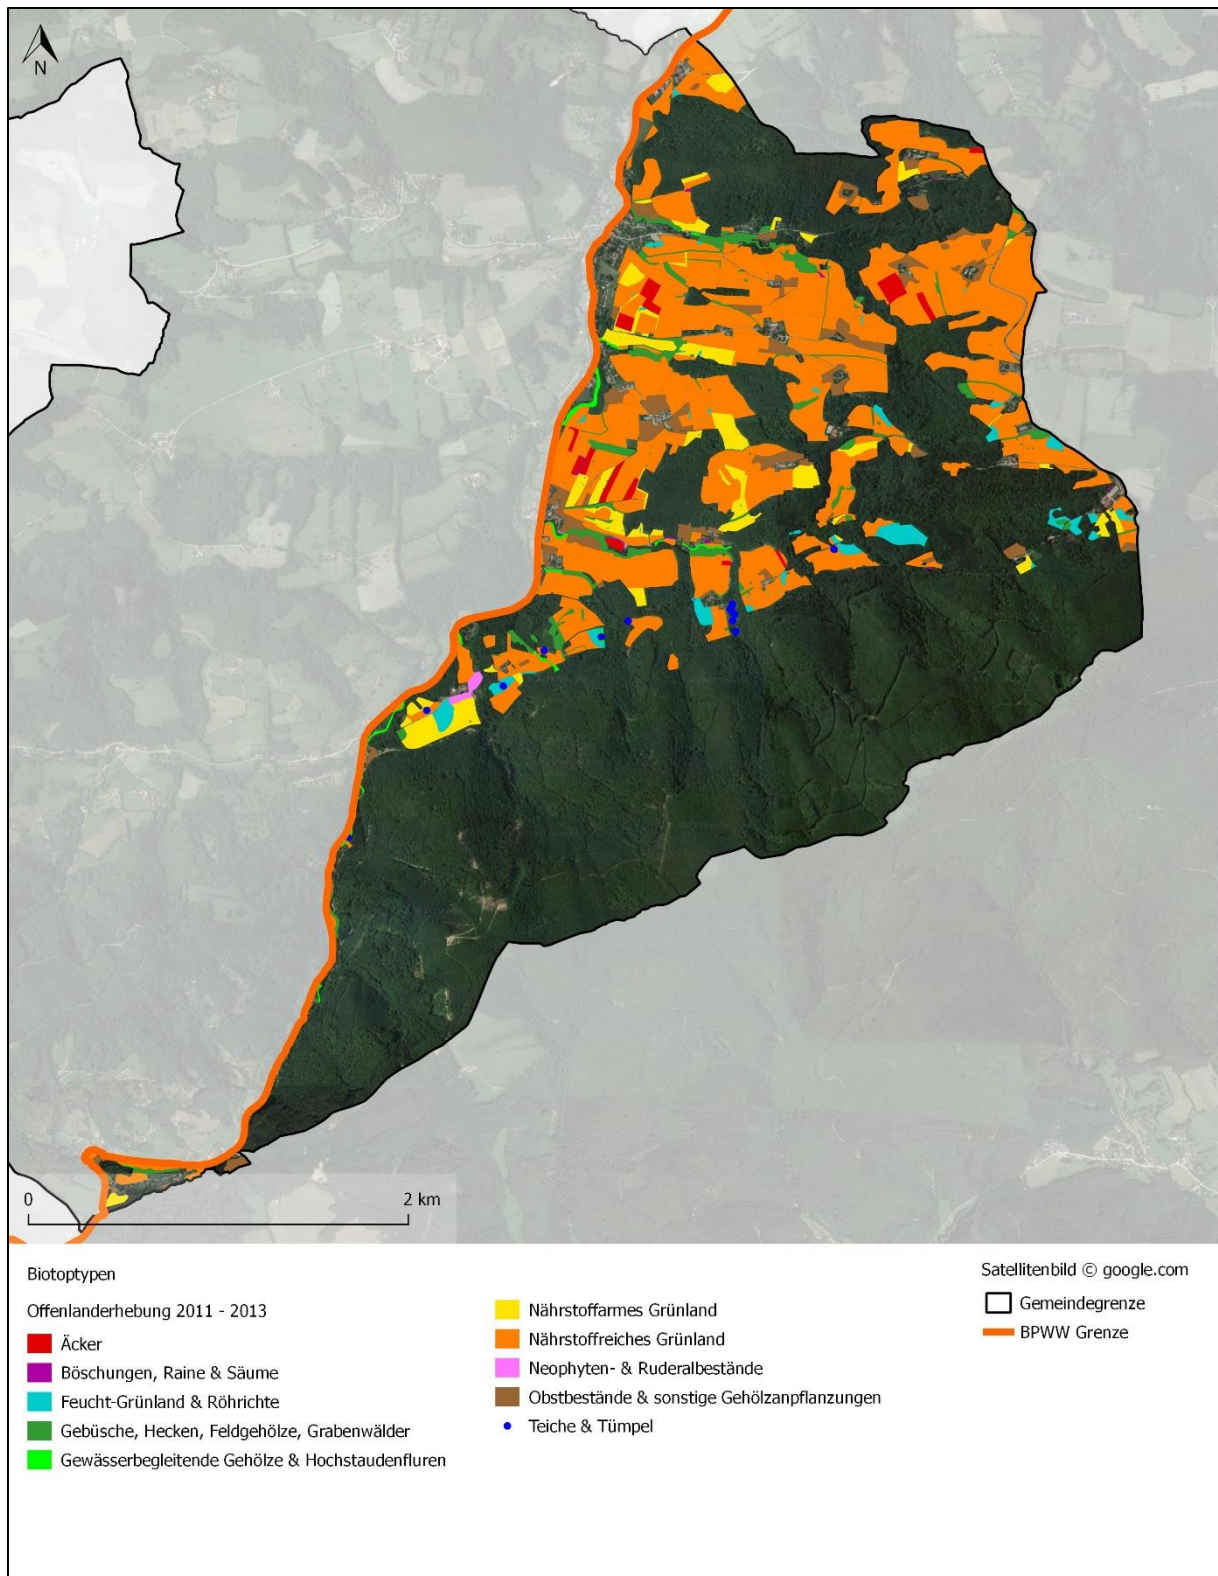 N
0 2 km
Biotoptypen
Offenlanderhebung 2011 - 2013
Äcker
Böschungen, Raine & Säume
Feucht-Grünland & Röhrichte
Gebüsche, Hecken, Feldgehölze, Grabenwälder
Gewässerbegleitende Gehölze & Hochstaudenfluren
Nährstoffarmes Grünland
Nährstoffreiches Grünland
Neophyten- & Ruderalbestände
Obstbestände & sonstige Gehölzanpflanzungen
Teiche & Tümpel
Satellitenbild © google.com
Gemeindegrenze
BPWW Grenze